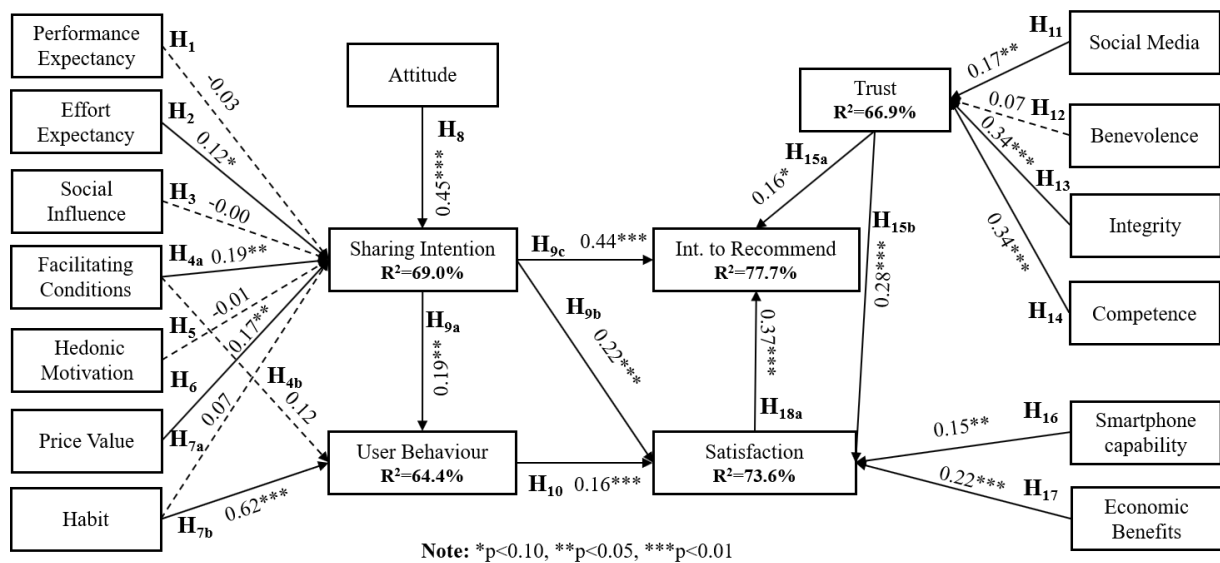 Performance
Expectancy
Effort
Expectancy
Social
Influence
Facilitating
Conditions
Hedonic
Motivation
Price Value
Habit
H1
-0.03
H2
0.12*
H3
-0.00
H4a
0.19**
H5
-0.01
H6
0.17**
H7a
0.07
H4b
0.12
H7b
0.62***
Attitude
H8
0.45***
Sharing Intention
R²=69.0%
H9a
0.19**
User Behaviour
R²=64.4%
H9c
0.44***
H9b
0.22***
H10
0.16***
Trust
R²=66.9%
H15a
0.16*
H15b
0.28***
Int. to Recommend
R²=77.7%
0.37***
H18a
Satisfaction
R²=73.6%
H11
0.17**
H12
0.07
H13
0.34***
H14
0.34***
Social Media
Benevolence
Integrity
Competence
H16
0.15**
H17
0.22***
Smartphone
capability
Economic
Benefits
Note: *p<0.10, **p<0.05, ***p<0.01